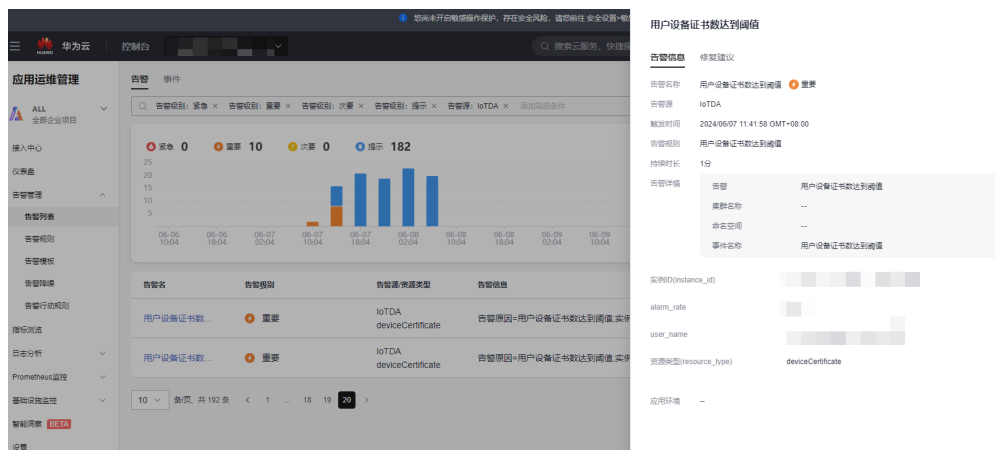 您尚未开启敏感操作保护，存在安全风险，请您前往 安全设置>敏
HUAWEI 华为云 控制台 搜索云服务、快捷操
应用运维管理
ALL
全部企业项目
接入中心
仪表盘
告警管理
告警列表
告警规则
告警模板
告警降噪
告警行动规则
指标浏览
日志分析
Prometheus监控
基础设施监控
智能洞察 BETA
设置
告警 事件
告警级别: 紧急 × 告警级别: 重要 × 告警级别: 次要 × 告警级别: 提示 × 告警源: IoTDA × 添加筛选条件
紧急 0 重要 10 次要 0 提示 182
25
20
15
10
5
06-06 10:04
06-06 18:04
06-07 02:04
06-07 10:04
06-07 18:04
06-08 02:04
06-08 10:04
06-08 18:04
06-09 02:04
06-09 10:04
告警名 告警级别 告警源/资源类型 告警信息
用户设备证书数... 重要 IoTDA deviceCertificate 告警原因=用户设备证书数达到阈值;实例
用户设备证书数... 重要 IoTDA deviceCertificate 告警原因=用户设备证书数达到阈值;实例
10 条/页, 共 192 条 < 1 ... 18 19 20 >
用户设备证书数达到阈值
告警信息 修复建议
告警名称 用户设备证书数达到阈值 重要
告警源 IoTDA
触发时间 2024/06/07 11:41:58 GMT+08:00
告警规则 用户设备证书数达到阈值
持续时长 1分
告警详情
告警 用户设备证书数达到阈值
集群名称 --
命名空间 --
事件名称 用户设备证书数达到阈值
实例ID(instance_id)
alarm_rate
user_name
资源类型(resource_type) deviceCertificate
应用环境 --